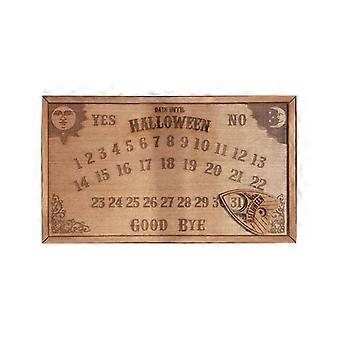 DAYS UNTIL
YES HALLOWEEN NO
1 2 3 4 5 6 7 8 9 10 11 12 13
14 15 16 17 18 19 20 21 22
23 24 25 26 27 28 29 3 31
GOOD BYE